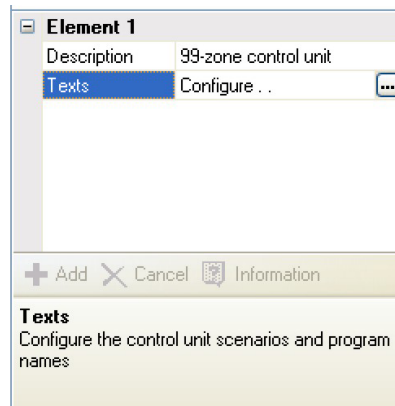 Element 1
Description 99-zone control unit
Texts Configure . . ...
Add Cancel Information
Texts
Configure the control unit scenarios and program
names